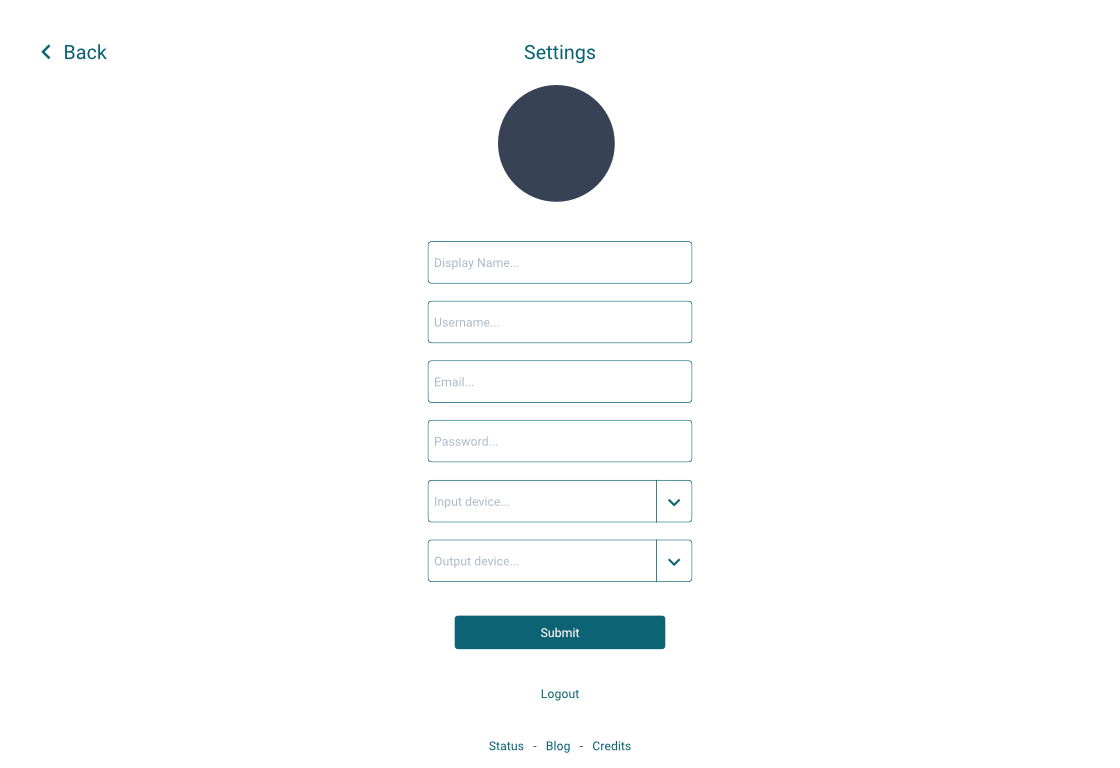 Back
Settings
Display Name...
Username...
Email...
Password...
Input device...
Output device...
Submit
Logout
Status - Blog - Credits